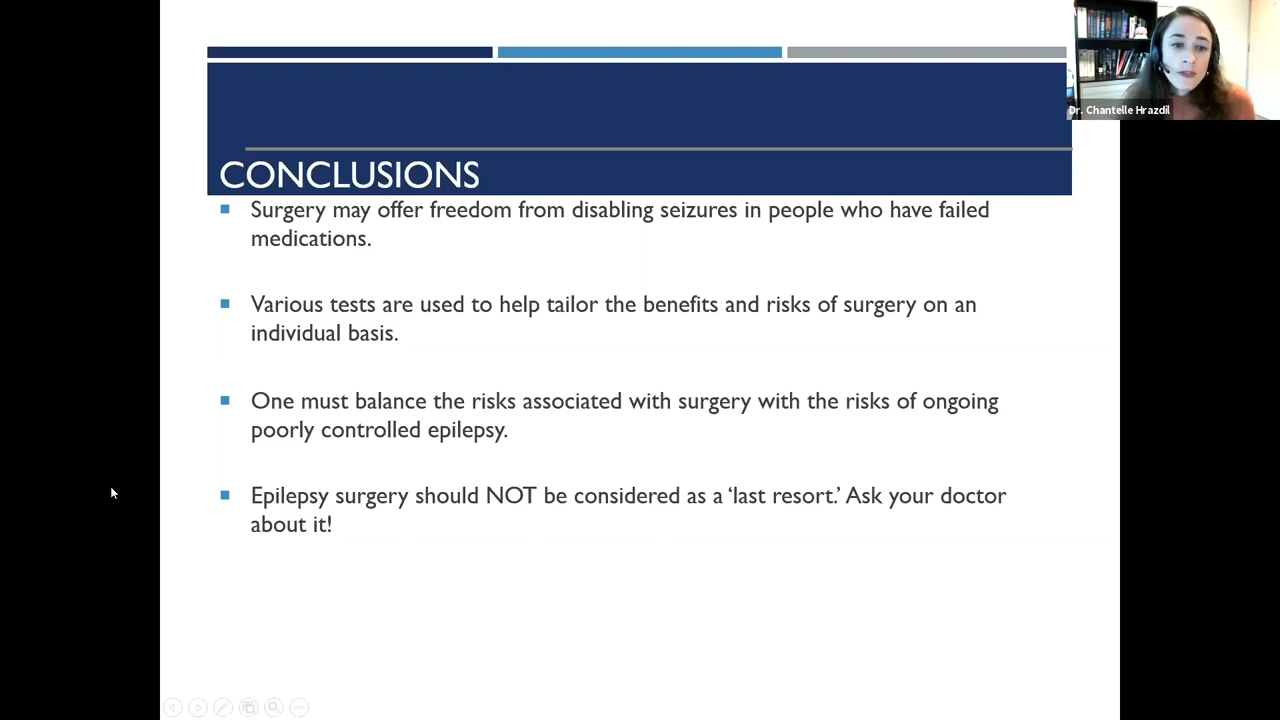 Dr. Chantelle Hrazdil
CONCLUSIONS
Surgery may offer freedom from disabling seizures in people who have failed
medications.
Various tests are used to help tailor the benefits and risks of surgery on an
individual basis.
One must balance the risks associated with surgery with the risks of ongoing
poorly controlled epilepsy.
Epilepsy surgery should NOT be considered as a ‘last resort.’ Ask your doctor
about it!